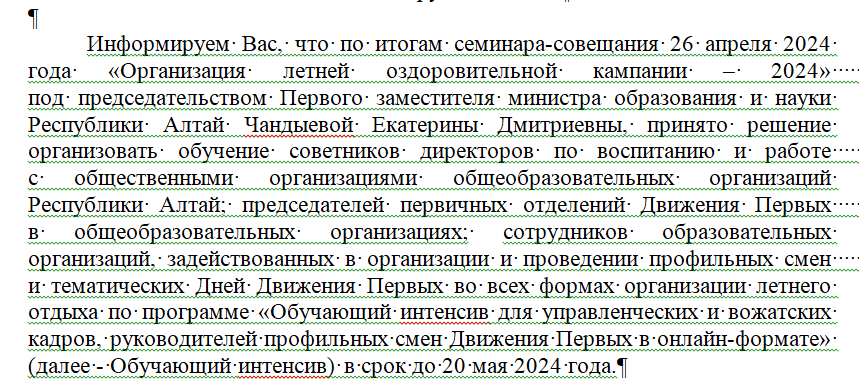 Информируем Вас, что по итогам семинара-совещания 26 апреля 2024
года «Организация летней оздоровительной кампании – 2024»
под председательством Первого заместителя министра образования и науки
Республики Алтай Чандыевой Екатерины Дмитриевны, принято решение
организовать обучение советников директоров по воспитанию и работе
с общественными организациями общеобразовательных организаций
Республики Алтай; председателей первичных отделений Движения Первых
в общеобразовательных организациях; сотрудников образовательных
организаций, задействованных в организации и проведении профильных смен
и тематических Дней Движения Первых во всех формах организации летнего
отдыха по программе «Обучающий интенсив для управленческих и вожатских
кадров, руководителей профильных смен Движения Первых в онлайн-формате»
(далее - Обучающий интенсив) в срок до 20 мая 2024 года.¶